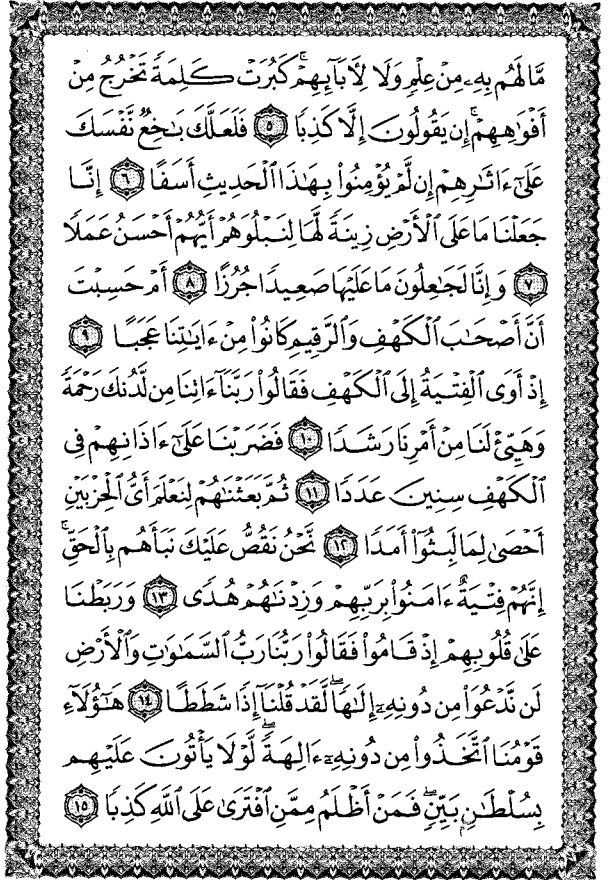 مَّا لَهُم بِهِۦ مِنۡ عِلۡمٖ وَلَا لِأٓبَآئِهِمۡۚ كَبُرَتۡ كَلِمَةٗ تَخۡرُجُ مِنۡ
أَفۡوَٰهِهِمۡۚ إِن يَقُولُونَ إِلَّا كَذِبٗا ٥ فَلَعَلَّكَ بَٰخِعٞ نَّفۡسَكَ
عَلَىٰٓ ءَاثَٰرِهِمۡ إِن لَّمۡ يُؤۡمِنُواْ بِهَٰذَا ٱلۡحَدِيثِ أَسَفًا ٦ إِنَّا
جَعَلۡنَا مَا عَلَى ٱلۡأَرۡضِ زِينَةٗ لَّهَا لِنَبۡلُوَهُمۡ أَيُّهُمۡ أَحۡسَنُ عَمَلٗا
٧ وَإِنَّا لَجَٰعِلُونَ مَا عَلَيۡهَا صَعِيدٗا جُرُزًا ٨ أَمۡ حَسِبۡتَ
أَنَّ أَصۡحَٰبَ ٱلۡكَهۡفِ وَٱلرَّقِيمِ كَانُواْ مِنۡ ءَايَٰتِنَا عَجَبًا ٩
إِذۡ أَوَى ٱلۡفِتۡيَةُ إِلَى ٱلۡكَهۡفِ فَقَالُواْ رَبَّنَآ ءَاتِنَا مِن لَّدُنكَ رَحۡمَةٗ
وَهَيِّئۡ لَنَا مِنۡ أَمۡرِنَا رَشَدٗا ١٠ فَضَرَبۡنَا عَلَىٰٓ ءَاذَانِهِمۡ فِي
ٱلۡكَهۡفِ سِنِينَ عَدَدٗا ١١ ثُمَّ بَعَثۡنَٰهُمۡ لِنَعۡلَمَ أَيُّ ٱلۡحِزۡبَيۡنِ
أَحۡصَىٰ لِمَا لَبِثُوٓاْ أَمَدٗا ١٢ نَّحۡنُ نَقُصُّ عَلَيۡكَ نَبَأَهُم بِٱلۡحَقِّۚ
إِنَّهُمۡ فِتۡيَةٌ ءَامَنُواْ بِرَبِّهِمۡ وَزِدۡنَٰهُمۡ هُدٗى ١٣ وَرَبَطۡنَا
عَلَىٰ قُلُوبِهِمۡ إِذۡ قَامُواْ فَقَالُواْ رَبُّنَا رَبُّ ٱلسَّمَٰوَٰتِ وَٱلۡأَرۡضِ
لَن نَّدۡعُوَاْ مِن دُونِهِۦٓ إِلَٰهٗاۖ لَّقَدۡ قُلۡنَآ إِذٗا شَطَطًا ١٤ هَٰٓؤُلَآءِ
قَوۡمُنَا ٱتَّخَذُواْ مِن دُونِهِۦٓ ءَالِهَةٗۖ لَّوۡلَا يَأۡتُونَ عَلَيۡهِم
بِسُلۡطَٰنِۭ بَيِّنٖۖ فَمَنۡ أَظۡلَمُ مِمَّنِ ٱفۡتَرَىٰ عَلَى ٱللَّهِ كَذِبٗا ١٥